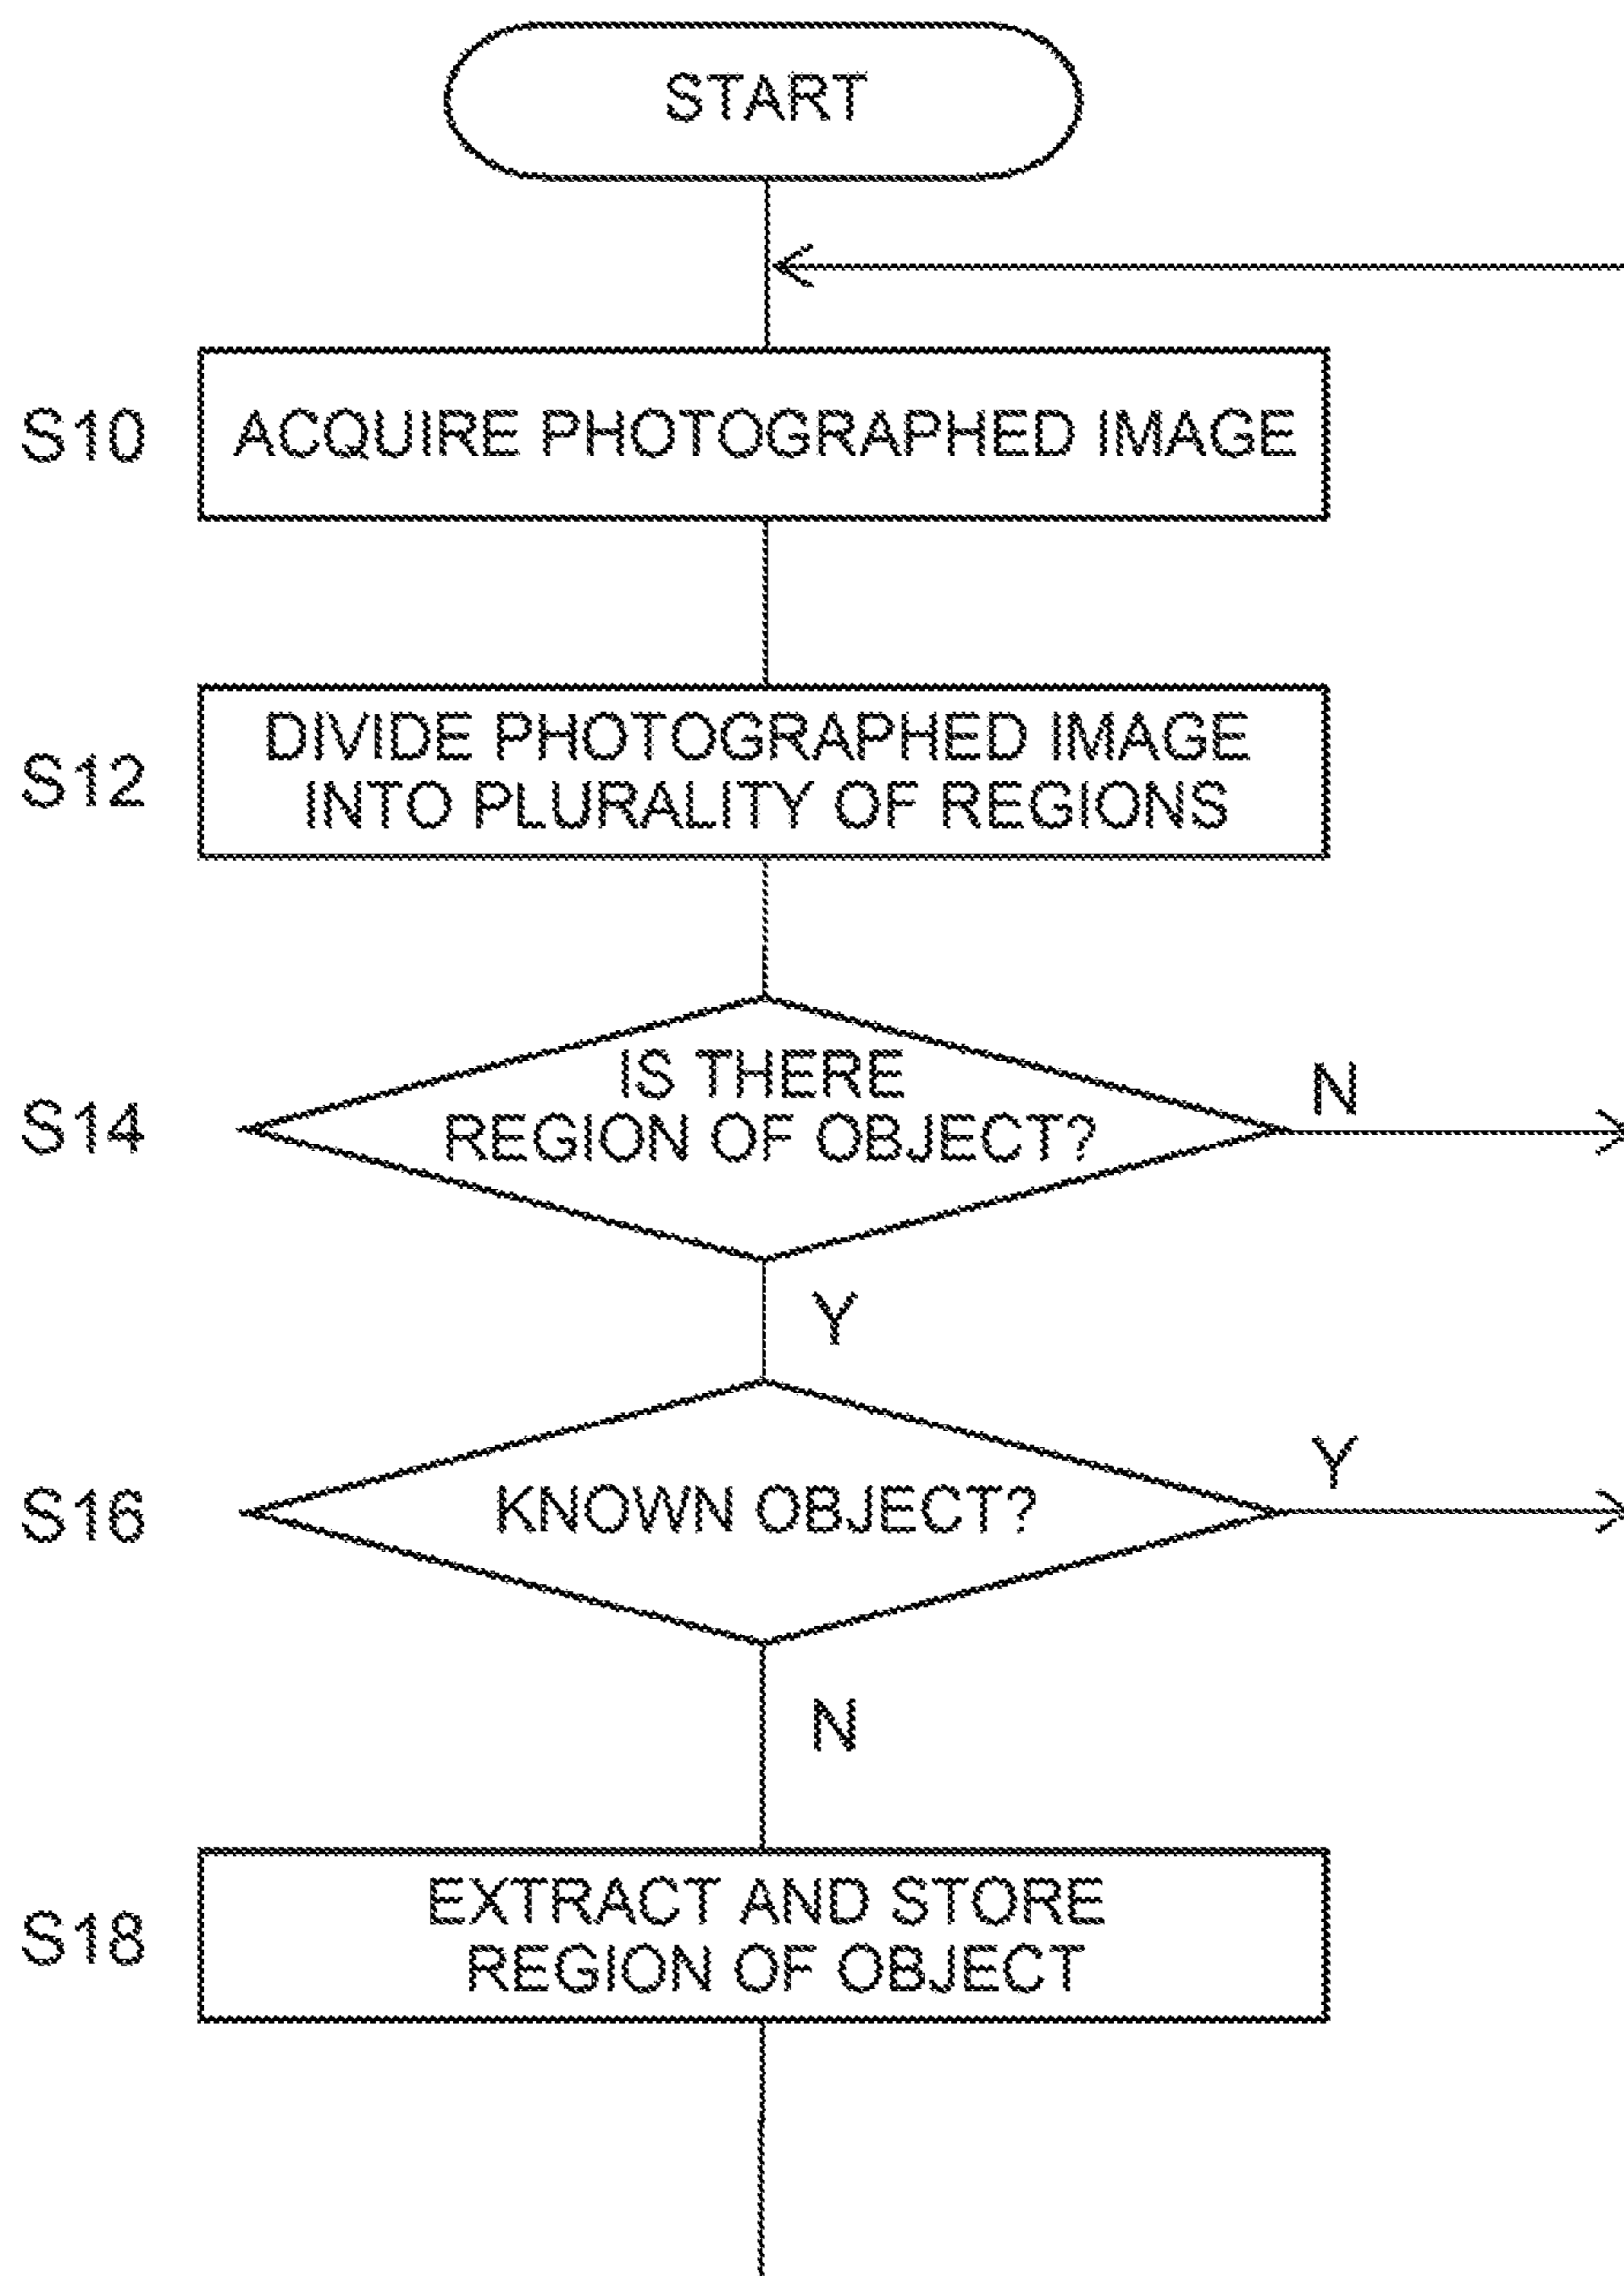 START
S10
ACQUIRE PHOTOGRAPHED IMAGE
S12
DIVIDE PHOTOGRAPHED IMAGE
INTO PLURALITY OF REGIONS
S14
IS THERE
REGION OF OBJECT?
N
Y
S16
KNOWN OBJECT?
Y
N
S18
EXTRACT AND STORE
REGION OF OBJECT